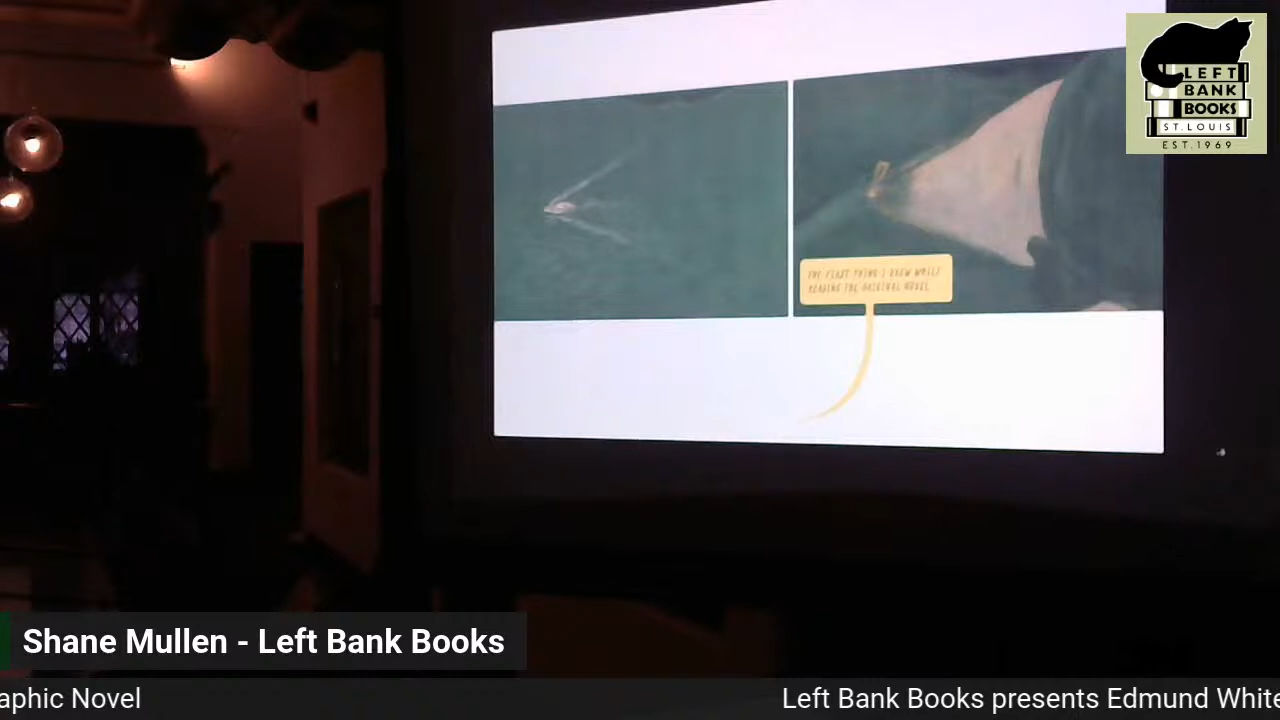 LEFT
BANK
BOOKS
ST. LOUIS
EST. 1969
THE FIRST THING I DREW WHILE
READING THE ORIGINAL NOVEL
Shane Mullen - Left Bank Books
aphic Novel
Left Bank Books presents Edmund White